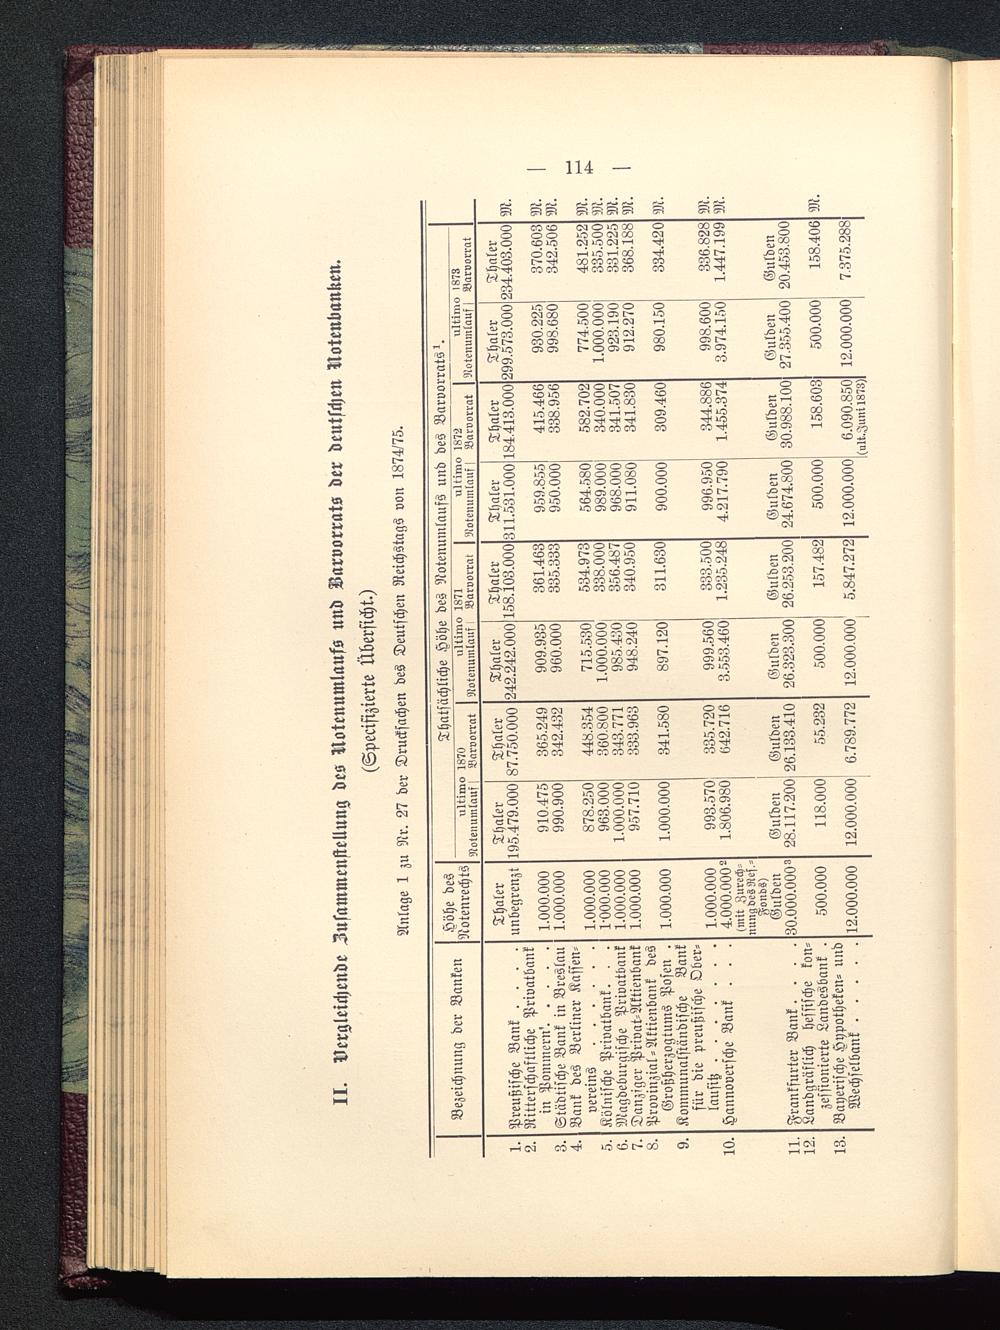 — 114 —
II. Vergleichende Zusammenstellung des Notenumlaufs und Barvorrats der deutschen Notenbanken.
(Specifizierte Übersicht.)
Anlage 1 zu Nr. 27 der Drucksachen des Deutschen Reichstags von 1874/75.
Bezeichnung der Banken | Höhe des Notenrechts | Thatsächliche Höhe des Notenumlaufs und des Barvorrats ¹.
ultimo 1870 | ultimo 1871 | ultimo 1872 | ultimo 1873
Notenumlauf | Barvorrat | Notenumlauf | Barvorrat | Notenumlauf | Barvorrat | Notenumlauf | Barvorrat
Thaler | Thaler | Thaler | Thaler | Thaler | Thaler | Thaler | Thaler | Thaler
1. Preußische Bank . . . . | unbegrenzt | 195.479.000 | 87.750.000 | 242.242.000 | 158.103.000 | 311.531.000 | 184.413.000 | 299.573.000 | 234.403.000 M.
2. Ritterschaftliche Privatbank
in Pommern . . . . | 1.000.000 | 910.475 | 365.249 | 909.935 | 361.463 | 959.855 | 415.466 | 930.225 | 370.603 M.
3. Städtische Bank in Breslau | 1.000.000 | 990.900 | 342.432 | 960.000 | 335.333 | 950.000 | 338.956 | 998.680 | 342.506 M.
4. Bank des Berliner Kassen=
vereins . . . . . | 1.000.000 | 878.250 | 448.354 | 715.530 | 534.973 | 564.580 | 582.702 | 774.500 | 481.252 M.
5. Kölnische Privatbank . . . | 1.000.000 | 963.000 | 360.800 | 1.000.000 | 338.000 | 989.000 | 340.000 | 1.000.000 | 335.500 M.
6. Magdeburgische Privatbank | 1.000.000 | 1.000.000 | 343.771 | 985.430 | 356.487 | 968.000 | 341.507 | 923.190 | 331.225 M.
7. Danziger Privat=Aktienbank | 1.000.000 | 957.710 | 333.963 | 948.240 | 340.950 | 911.080 | 341.830 | 912.270 | 368.188 M.
8. Provinzial=Aktienbank des
Großherzogtums Posen . | 1.000.000 | 1.000.000 | 341.580 | 897.120 | 311.630 | 900.000 | 309.460 | 980.150 | 334.420 M.
9. Kommunalständische Bank
für die preußische Ober=
lausitz . . . . . | 1.000.000 | 993.570 | 335.720 | 999.560 | 333.500 | 996.950 | 344.886 | 998.600 | 336.828 M.
10. Hannoversche Bank . . . | 4.000.000 ² | 1.806.980 | 642.716 | 3.553.460 | 1.235.248 | 4.217.790 | 1.455.374 | 3.974.150 | 1.447.199 M.
(mit Zurech=
nung des Res.=
Fonds)
Gulden | Gulden | Gulden | Gulden | Gulden | Gulden | Gulden | Gulden | Gulden
11. Frankfurter Bank . . . | 30.000.000 ³ | 28.117.200 | 26.133.410 | 26.323.300 | 26.253.200 | 24.674.800 | 30.988.100 | 27.355.400 | 20.453.800
12. Landgräflich hessische kon=
zessionierte Landesbank . | 500.000 | 118.000 | 55.232 | 500.000 | 157.482 | 500.000 | 158.603 | 500.000 | 158.406 M.
13. Bayerische Hypotheken= und
Wechselbank . . . . | 12.000.000 | 12.000.000 | 6.789.772 | 12.000.000 | 5.847.272 | 12.000.000 | 6.090.850 | 12.000.000 | 7.375.288
(ult. Juni 1873)